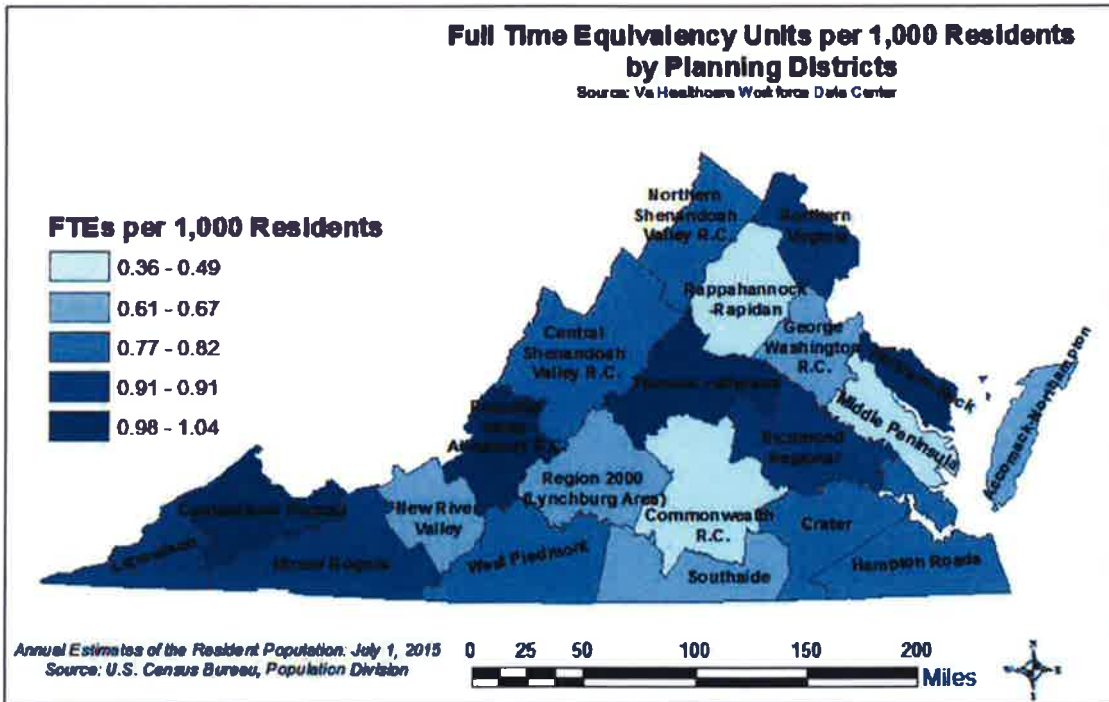 Full Time Equivalency Units per 1,000 Residents
by Planning Districts
Source: Va Healthcare Work force Data Center
FTEs per 1,000 Residents
0.36 - 0.49
0.61 - 0.67
0.77 - 0.82
0.91 - 0.91
0.98 - 1.04
Northern
Shenandoah
Valley R.C.
Northern
Virginia
Rappahannock
-Rapidan
George
Washington
R.C.
Central
Shenandoah
Valley R.C.
Middle Peninsula
Accomack-Northampton
Richmond
Regional
Region 2000
(Lynchburg Area)
New River
Valley
Commonwealth
R.C.
Crater
Hampton Roads
West Piedmont
Southside
Mount Rogers
Annual Estimates of the Resident Population: July 1, 2015
Source: U.S. Census Bureau, Population Division
0 25 50 100 150 200
Miles
N
W
E
S